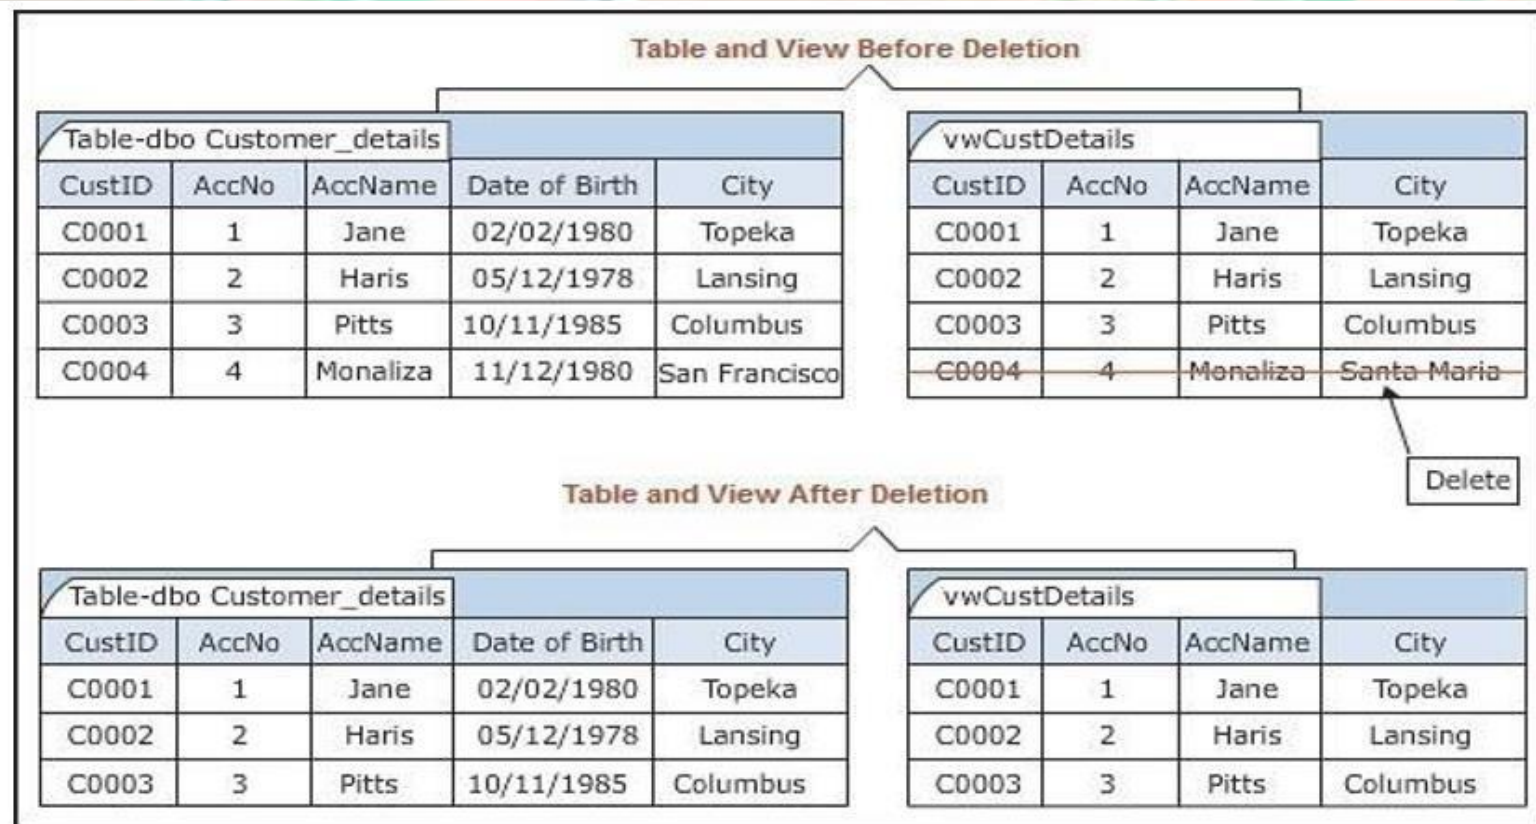 Table and View Before Deletion
Table-dbo Customer_details
CustID AccNo AccName Date of Birth City
C0001 1 Jane 02/02/1980 Topeka
C0002 2 Haris 05/12/1978 Lansing
C0003 3 Pitts 10/11/1985 Columbus
C0004 4 Monaliza 11/12/1980 San Francisco
vwCustDetails
CustID AccNo AccName City
C0001 1 Jane Topeka
C0002 2 Haris Lansing
C0003 3 Pitts Columbus
C0004 4 Monaliza Santa Maria
Delete
Table and View After Deletion
Table-dbo Customer_details
CustID AccNo AccName Date of Birth City
C0001 1 Jane 02/02/1980 Topeka
C0002 2 Haris 05/12/1978 Lansing
C0003 3 Pitts 10/11/1985 Columbus
vwCustDetails
CustID AccNo AccName City
C0001 1 Jane Topeka
C0002 2 Haris Lansing
C0003 3 Pitts Columbus